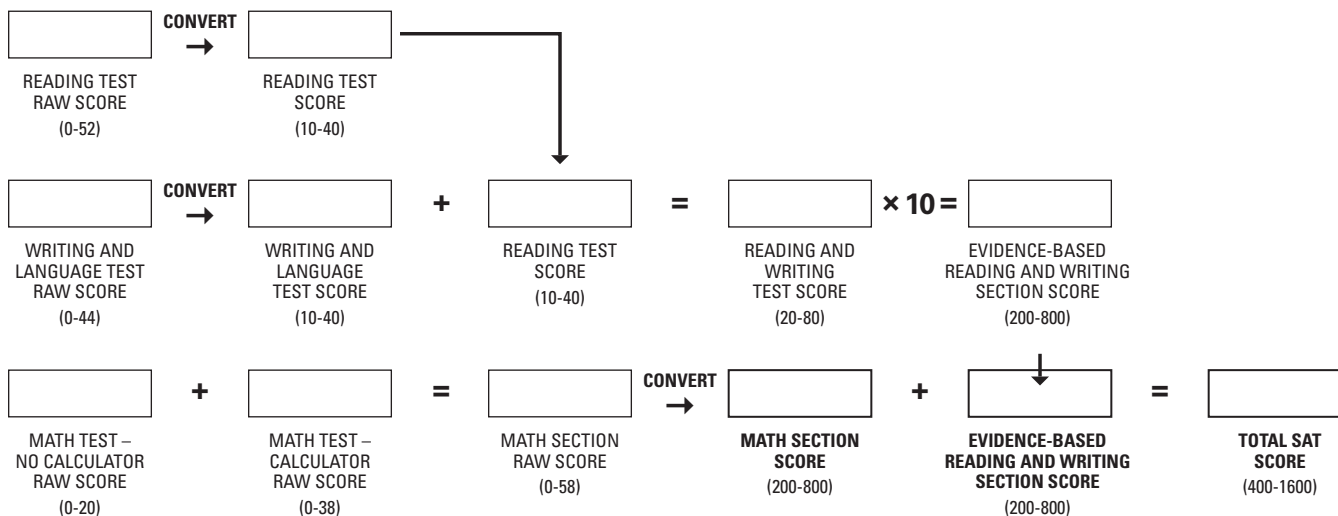 CONVERT
→
READING TEST
RAW SCORE
(0-52)
READING TEST
SCORE
(10-40)
CONVERT
→
+
=
× 10 =
WRITING AND
LANGUAGE TEST
RAW SCORE
(0-44)
WRITING AND
LANGUAGE
TEST SCORE
(10-40)
READING TEST
SCORE
(10-40)
READING AND
WRITING
TEST SCORE
(20-80)
EVIDENCE-BASED
READING AND WRITING
SECTION SCORE
(200-800)
+
=
CONVERT
→
+
=
MATH TEST –
NO CALCULATOR
RAW SCORE
(0-20)
MATH TEST –
CALCULATOR
RAW SCORE
(0-38)
MATH SECTION
RAW SCORE
(0-58)
MATH SECTION
SCORE
(200-800)
EVIDENCE-BASED
READING AND WRITING
SECTION SCORE
(200-800)
TOTAL SAT
SCORE
(400-1600)